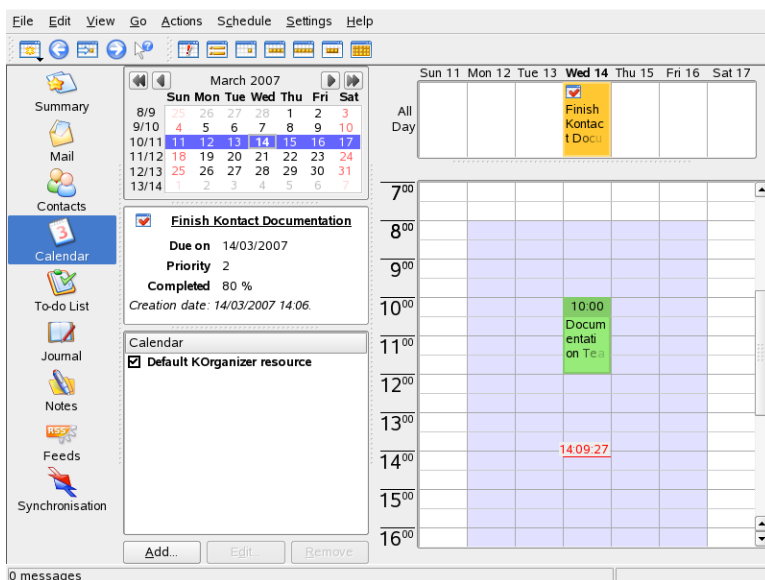 File Edit View Go Actions Schedule Settings Help
Summary
Mail
Contacts
3
Calendar
To-do List
Journal
Notes
RSS
Feeds
Synchronisation
March 2007
Sun Mon Tue Wed Thu Fri Sat
8/9 25 26 27 28 1 2 3
9/10 4 5 6 7 8 9 10
10/11 11 12 13 14 15 16 17
11/12 18 19 20 21 22 23 24
12/13 25 26 27 28 29 30 31
13/14 1 2 3 4 5 6 7
Finish Kontact Documentation
Due on 14/03/2007
Priority 2
Completed 80 %
Creation date: 14/03/2007 14:06.
Calendar
Default KOrganizer resource
Add... Edit... Remove
Sun 11 Mon 12 Tue 13 Wed 14 Thu 15 Fri 16 Sat 17
All
Day
Finish
Kontac
t Docu
7 00
8 00
9 00
10 00
10:00
Docum
entati
on Tea
11 00
12 00
13 00
14:09:27
14 00
15 00
16 00
0 messages